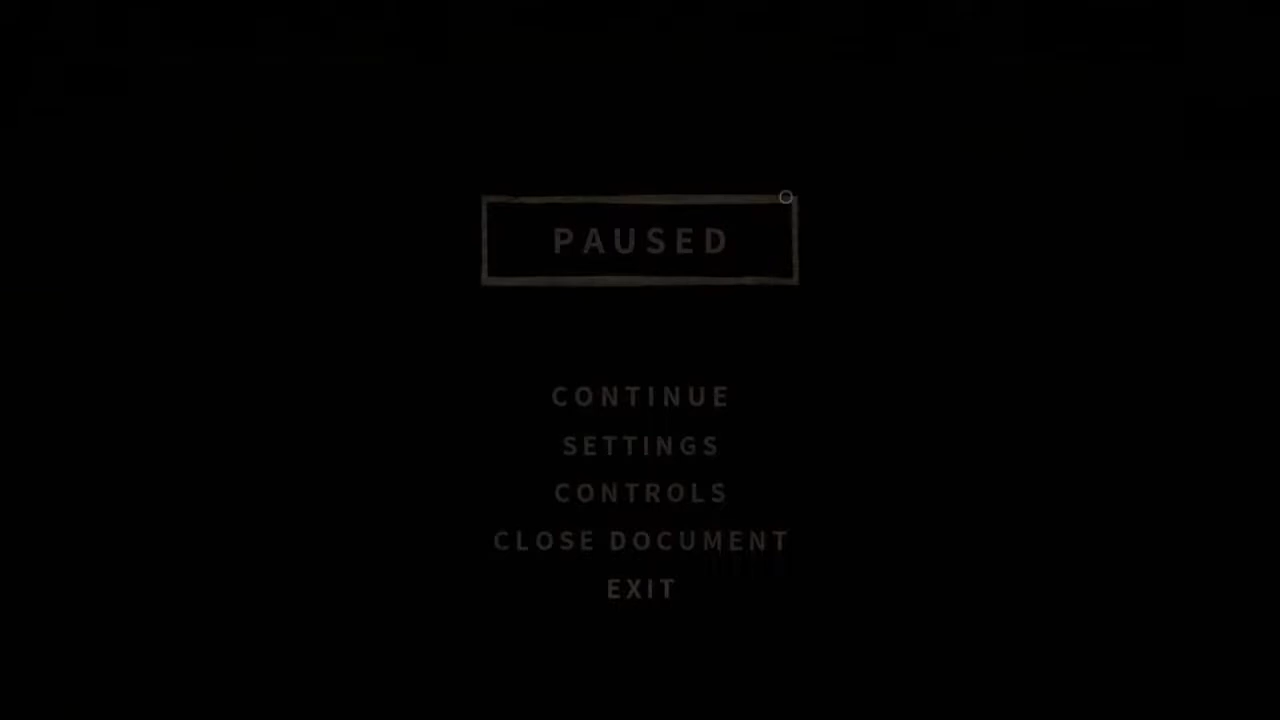 PAUSED
CONTINUE
SETTINGS
CONTROLS
CLOSE DOCUMENT
EXIT